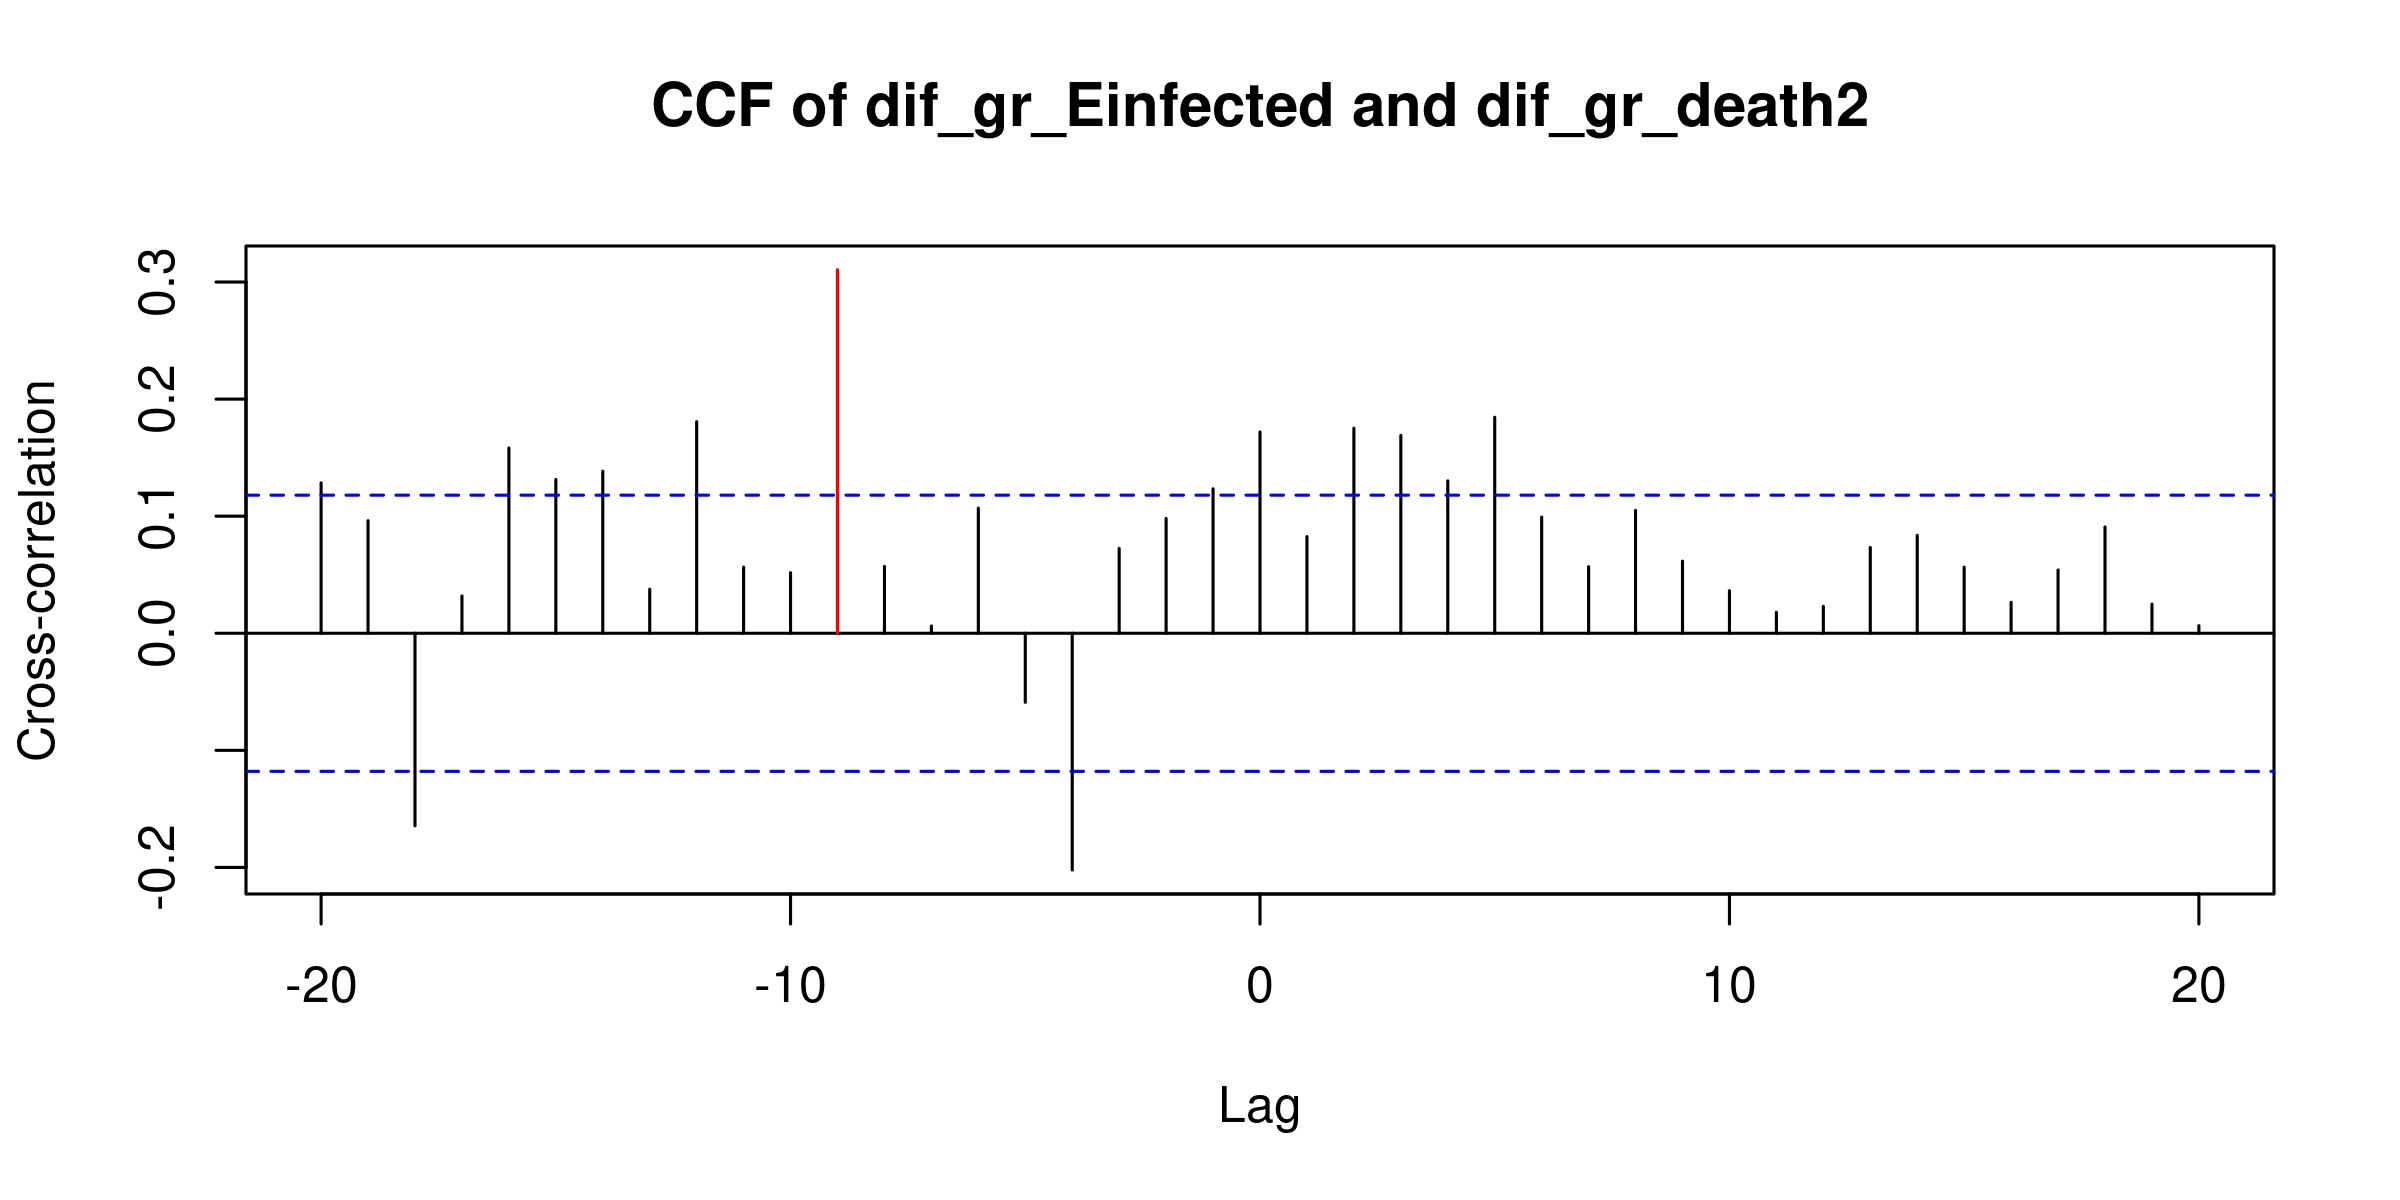 CCF of dif_gr_Einfected and dif_gr_death2
Cross-correlation
0.3
0.2
0.1
0.0
-0.2
-20 -10 0 10 20
Lag